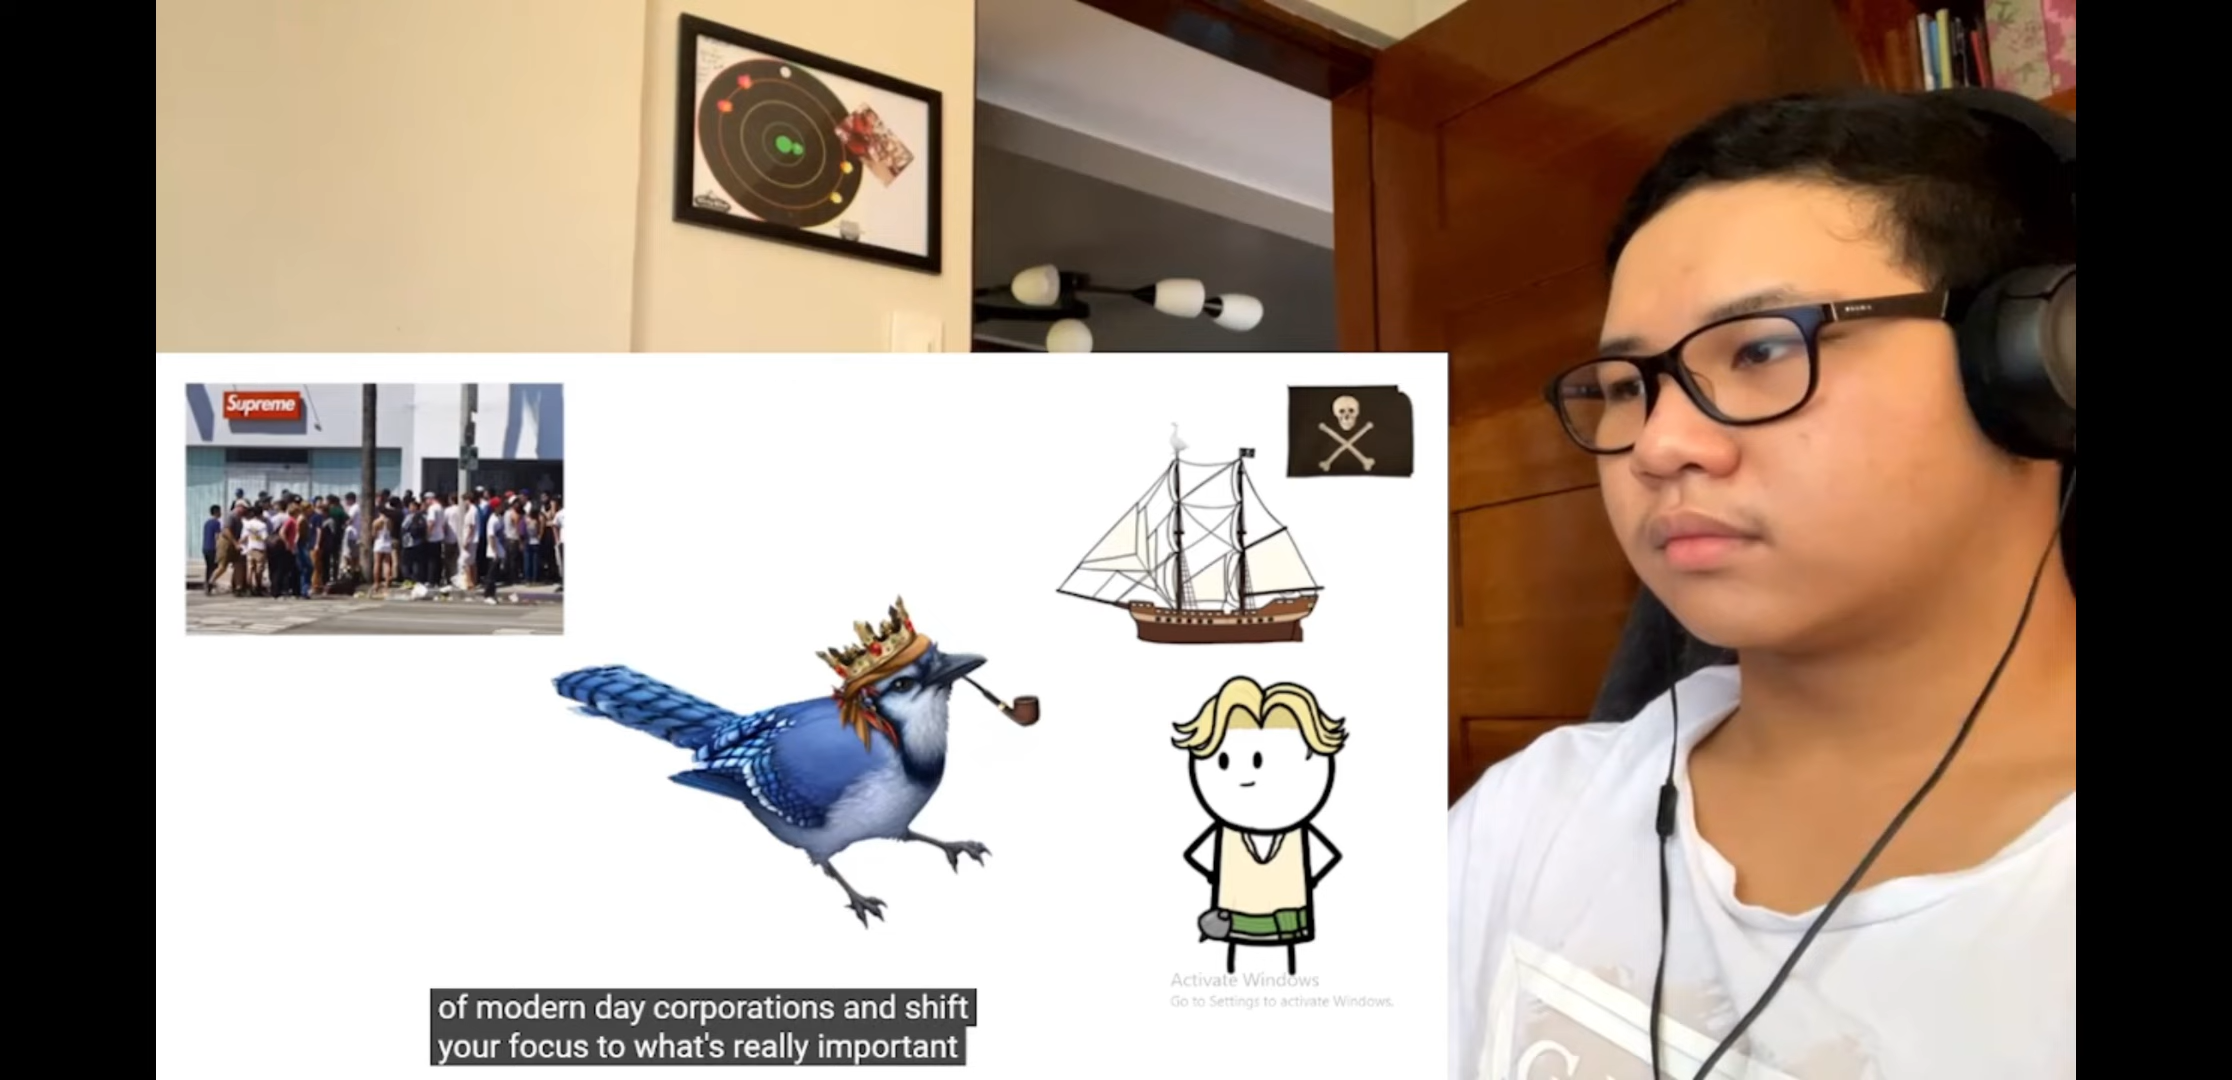 Supreme
Activate Windows
Go to Settings to activate Windows.
of modern day corporations and shift
your focus to what's really important